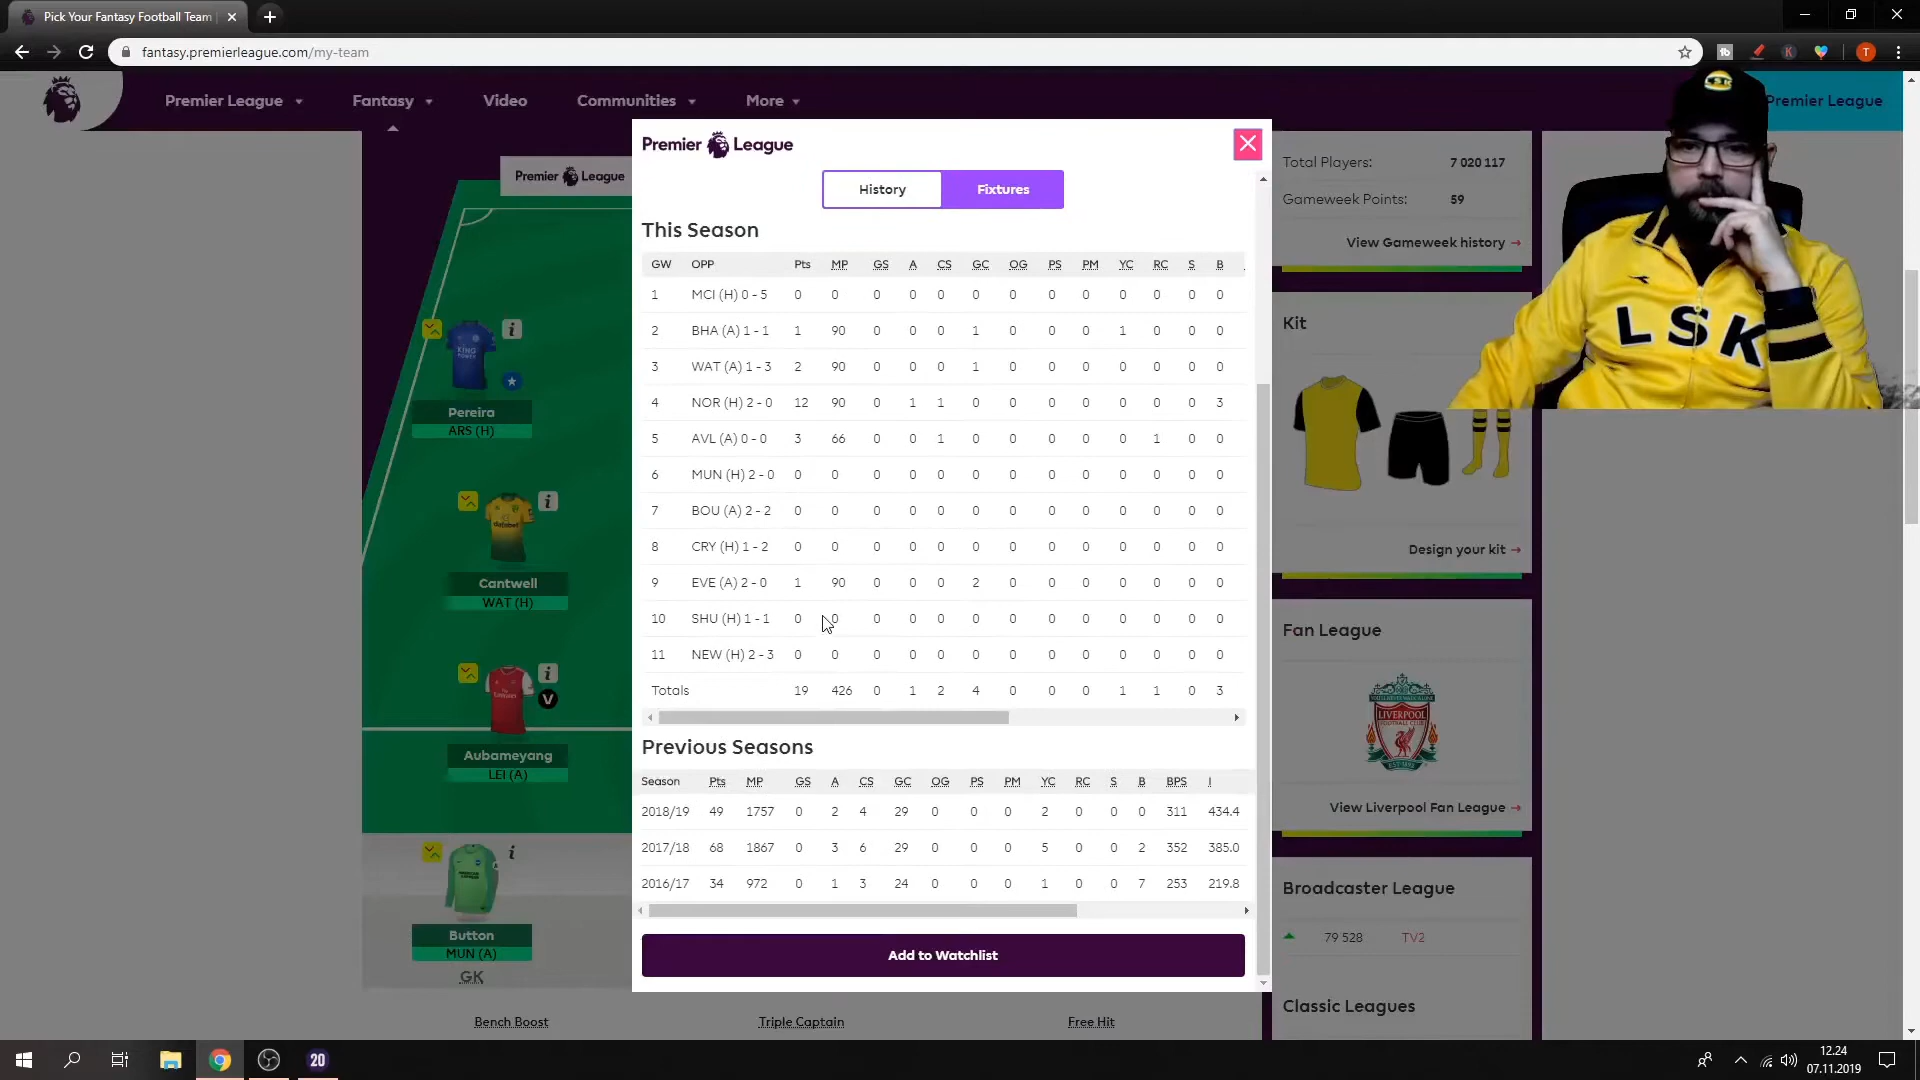 Pick Your Fantasy Football Team
fantasy.premierleague.com/my-team
Premier League Fantasy Video Communities More Premier League
Premier League
Premier League
Total Players: 7 020 117
Gameweek Points: 59
View Gameweek history →
History Fixtures
This Season
GW OPP Pts MP GS A CS GC OG PS PM YC RC S B
1 MCI (H) 0 - 5 0 0 0 0 0 0 0 0 0 0 0 0 0
2 BHA (A) 1 - 1 1 90 0 0 0 1 0 0 0 1 0 0 0
3 WAT (A) 1 - 3 2 90 0 0 0 1 0 0 0 0 0 0 0
4 NOR (H) 2 - 0 12 90 0 1 1 0 0 0 0 0 0 0 3
5 AVL (A) 0 - 0 3 66 0 0 1 0 0 0 0 0 1 0 0
6 MUN (H) 2 - 0 0 0 0 0 0 0 0 0 0 0 0 0 0
7 BOU (A) 2 - 2 0 0 0 0 0 0 0 0 0 0 0 0 0
8 CRY (H) 1 - 2 0 0 0 0 0 0 0 0 0 0 0 0 0
9 EVE (A) 2 - 0 1 90 0 0 0 2 0 0 0 0 0 0 0
10 SHU (H) 1 - 1 0 0 0 0 0 0 0 0 0 0 0 0 0
11 NEW (H) 2 - 3 0 0 0 0 0 0 0 0 0 0 0 0 0
Totals 19 426 0 1 2 4 0 0 0 1 1 0 3
Previous Seasons
Season Pts MP GS A CS GC OG PS PM YC RC S B BPS I
2018/19 49 1757 0 2 4 29 0 0 0 2 0 0 0 311 434.4
2017/18 68 1867 0 3 6 29 0 0 0 5 0 0 2 352 385.0
2016/17 34 972 0 1 3 24 0 0 0 1 0 0 7 253 219.8
Add to Watchlist
KING
POWER
Pereira
ARS (H)
Cantwell
WAT (H)
V
Aubameyang
LEI (A)
Button
MUN (A)
GK
Bench Boost Triple Captain Free Hit
LSK
LSK
Kit
Design your kit →
Fan League
LIVERPOOL
FOOTBALL CLUB
View Liverpool Fan League →
Broadcaster League
79 528 TV2
Classic Leagues
T
20
12.24
07.11.2019